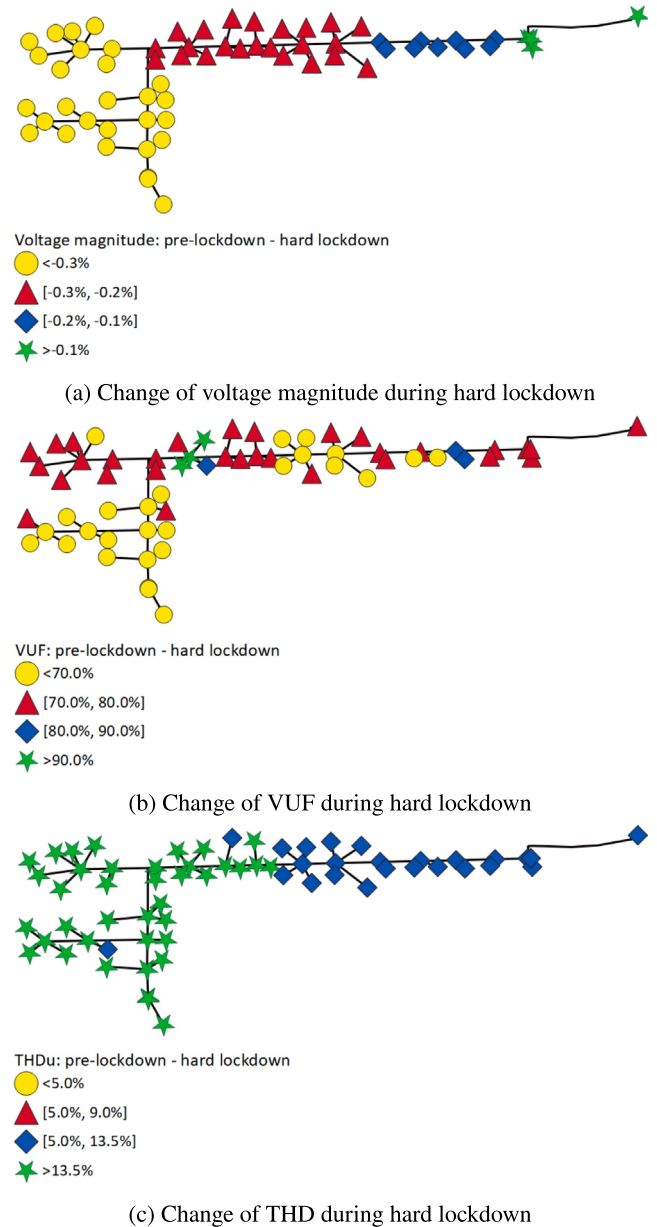 Voltage magnitude: pre-lockdown - hard lockdown
<-0.3%
[-0.3%, -0.2%]
[-0.2%, -0.1%]
>-0.1%
(a) Change of voltage magnitude during hard lockdown
VUF: pre-lockdown - hard lockdown
<70.0%
[70.0%, 80.0%]
[80.0%, 90.0%]
>90.0%
(b) Change of VUF during hard lockdown
THDu: pre-lockdown - hard lockdown
<5.0%
[5.0%, 9.0%]
[5.0%, 13.5%]
>13.5%
(c) Change of THD during hard lockdown